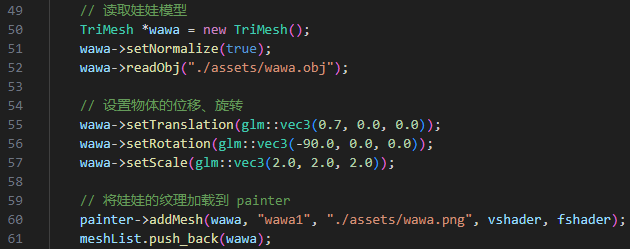 49 // 读取娃娃模型
50 TriMesh *wawa = new TriMesh();
51 wawa->setNormalize(true);
52 wawa->readObj("./assets/wawa.obj");
53
54 // 设置物体的位移、旋转
55 wawa->setTranslation(glm::vec3(0.7, 0.0, 0.0));
56 wawa->setRotation(glm::vec3(-90.0, 0.0, 0.0));
57 wawa->setScale(glm::vec3(2.0, 2.0, 2.0));
58
59 // 将娃娃的纹理加载到 painter
60 painter->addMesh(wawa, "wawa1", "./assets/wawa.png", vshader, fshader);
61 meshList.push_back(wawa);